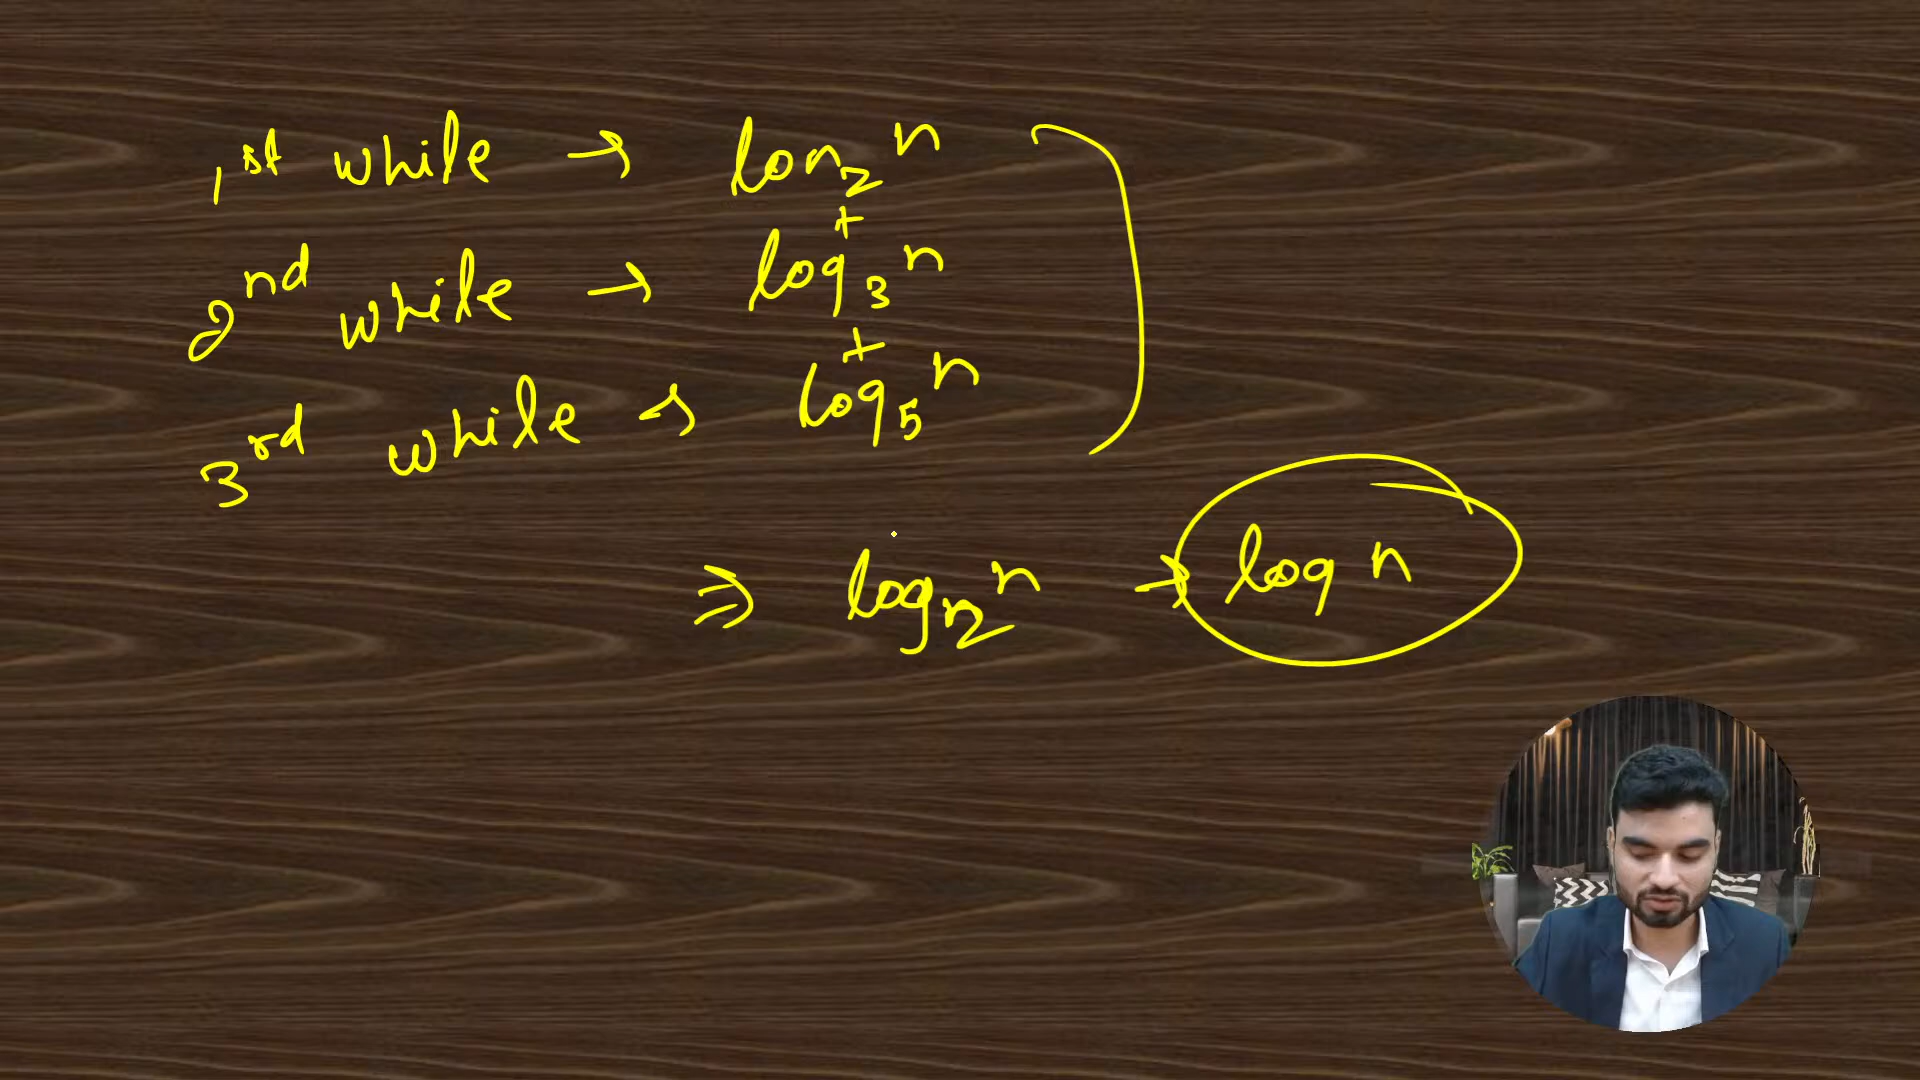 1st while → lon₂ n
+
2nd while → log₃ n
+
3rd while → log₅ n
⇒ log₂ n → log n